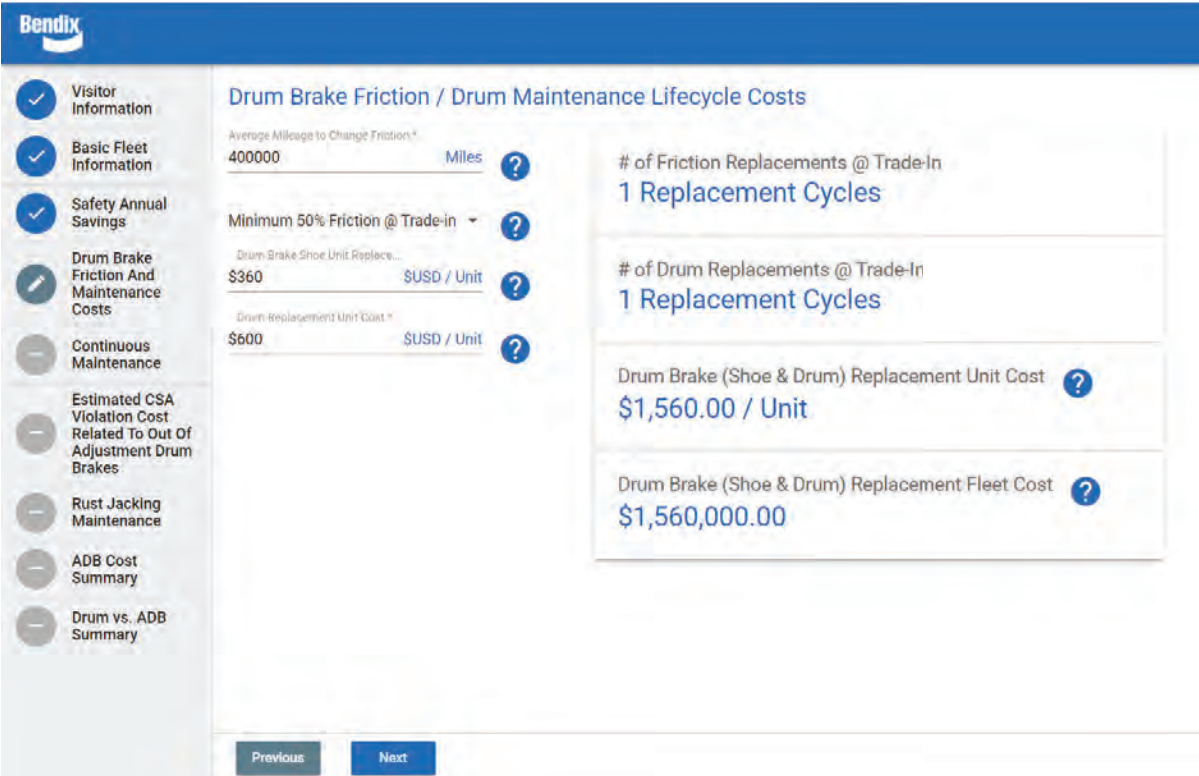 Bendix
Visitor
Information
Basic Fleet
Information
Safety Annual
Savings
Drum Brake
Friction And
Maintenance
Costs
Continuous
Maintenance
Estimated CSA
Violation Cost
Related To Out Of
Adjustment Drum
Brakes
Rust Jacking
Maintenance
ADB Cost
Summary
Drum vs. ADB
Summary
Drum Brake Friction / Drum Maintenance Lifecycle Costs
Average Mileage to Change Friction *
400000 Miles ?
Minimum 50% Friction @ Trade-in ?
Drum Brake Shoe Unit Replace...
$360 $USD / Unit ?
Drum Replacement Unit Cost *
$600 $USD / Unit ?
# of Friction Replacements @ Trade-In
1 Replacement Cycles
# of Drum Replacements @ Trade-In
1 Replacement Cycles
Drum Brake (Shoe & Drum) Replacement Unit Cost ?
$1,560.00 / Unit
Drum Brake (Shoe & Drum) Replacement Fleet Cost ?
$1,560,000.00
Previous Next